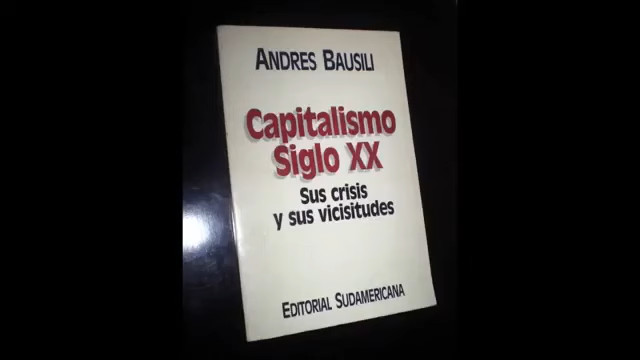 ANDRES BAUSILI
Capitalismo
Siglo XX
Sus crisis
y sus vicisitudes
EDITORIAL SUDAMERICANA